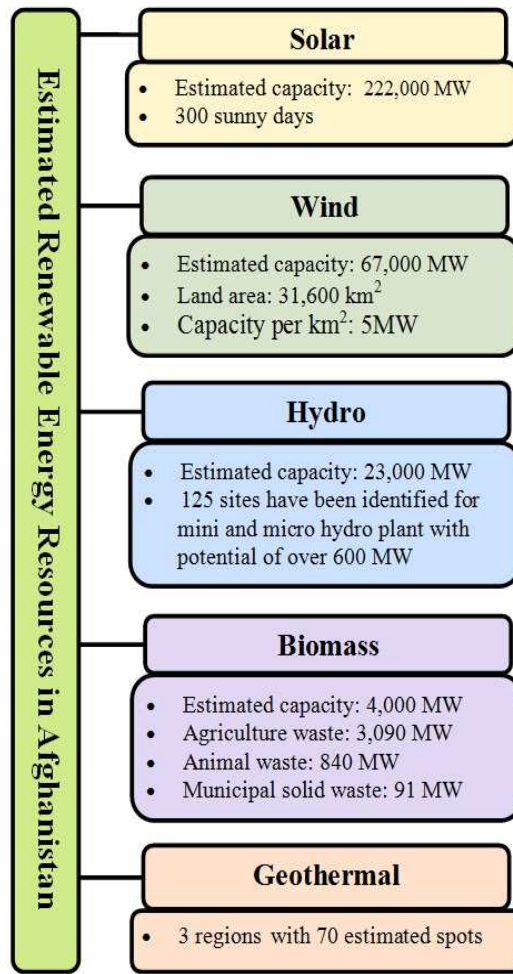 Estimated Renewable Energy Resources in Afghanistan
Solar
• Estimated capacity: 222,000 MW
• 300 sunny days
Wind
• Estimated capacity: 67,000 MW
• Land area: 31,600 km²
• Capacity per km²: 5MW
Hydro
• Estimated capacity: 23,000 MW
• 125 sites have been identified for
mini and micro hydro plant with
potential of over 600 MW
Biomass
• Estimated capacity: 4,000 MW
• Agriculture waste: 3,090 MW
• Animal waste: 840 MW
• Municipal solid waste: 91 MW
Geothermal
• 3 regions with 70 estimated spots